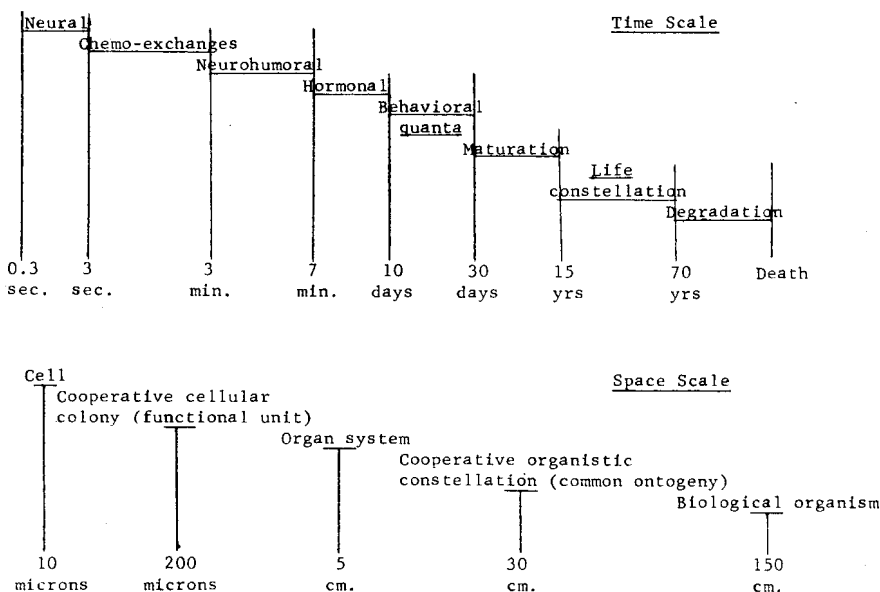 Neural
Time Scale
Chemo-exchanges
Neurohumoral
Hormonal
Behavioral
quanta
Maturation
Life
constellation
Degradation
0.3 3 3 7 10 30 15 70 Death
sec. sec. min. min. days days yrs yrs
Cell
Space Scale
Cooperative cellular
colony (functional unit)
Organ system
Cooperative organistic
constellation (common ontogeny)
Biological organism
10 200 5 30 150
microns microns cm. cm. cm.